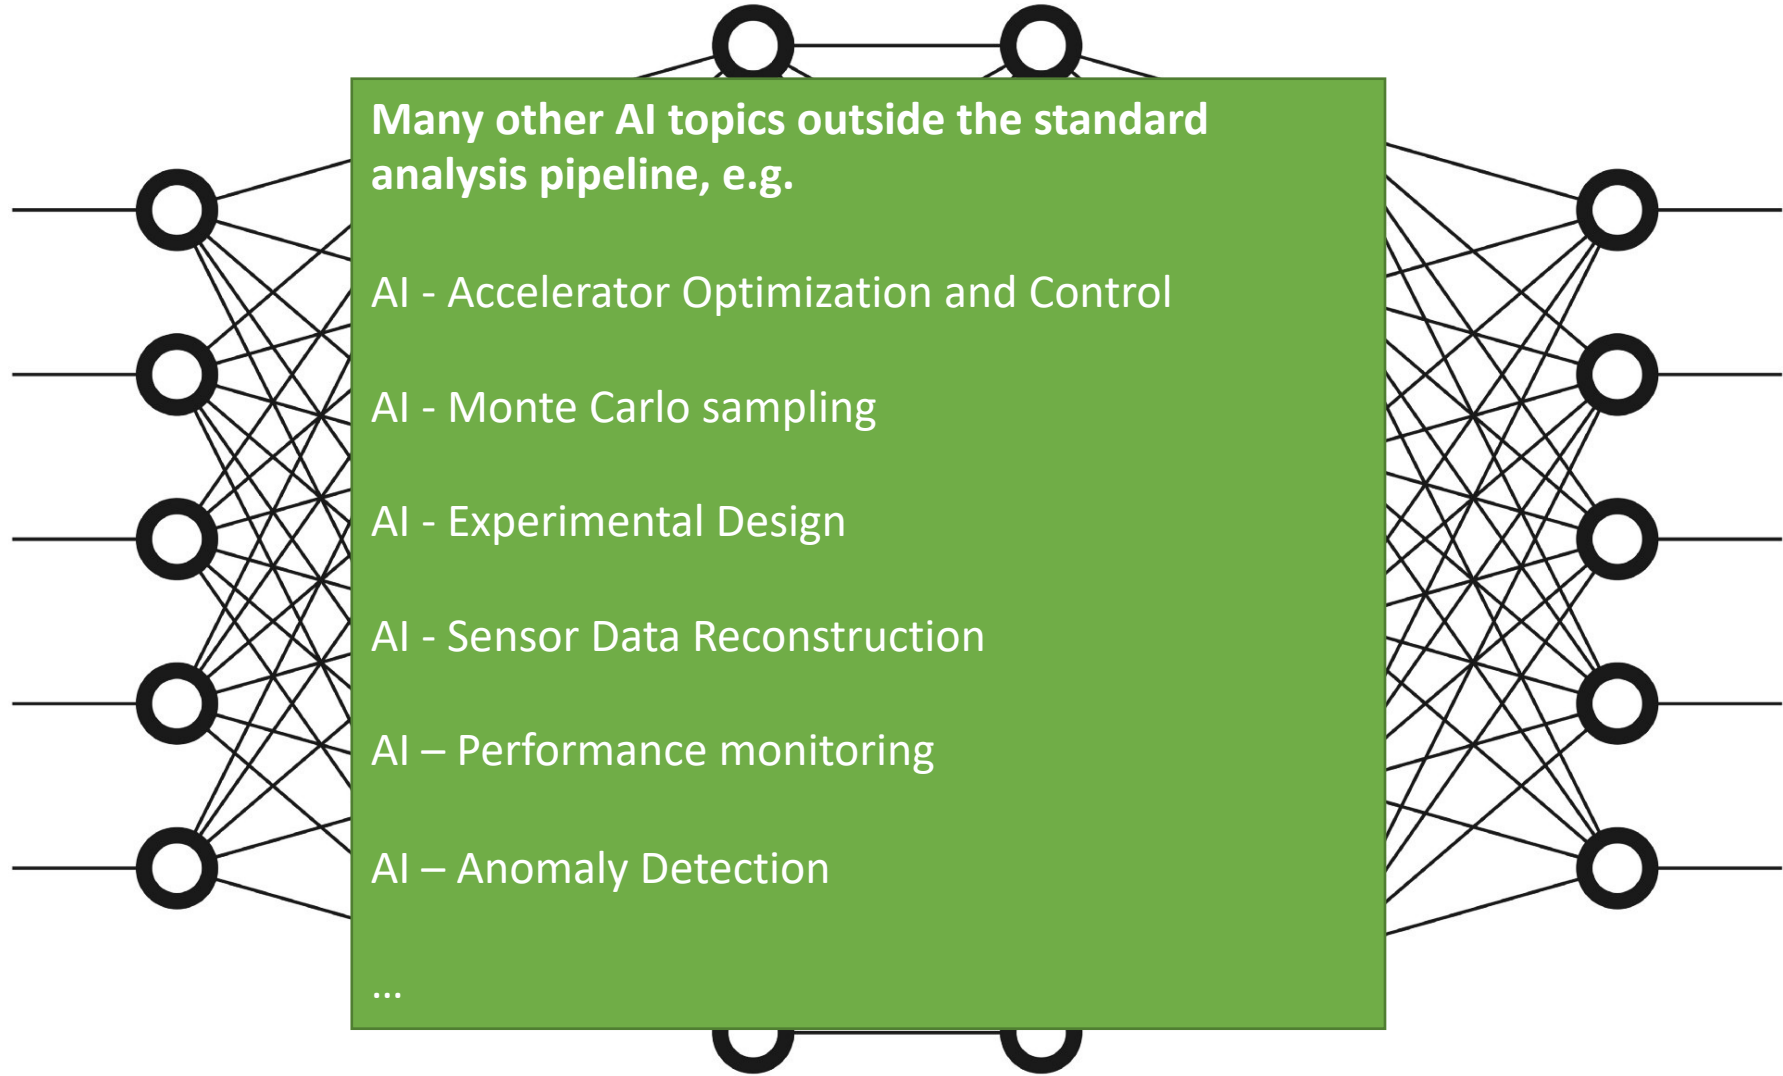 Many other AI topics outside the standard
analysis pipeline, e.g.
AI - Accelerator Optimization and Control
AI - Monte Carlo sampling
AI - Experimental Design
AI - Sensor Data Reconstruction
AI – Performance monitoring
AI – Anomaly Detection
…